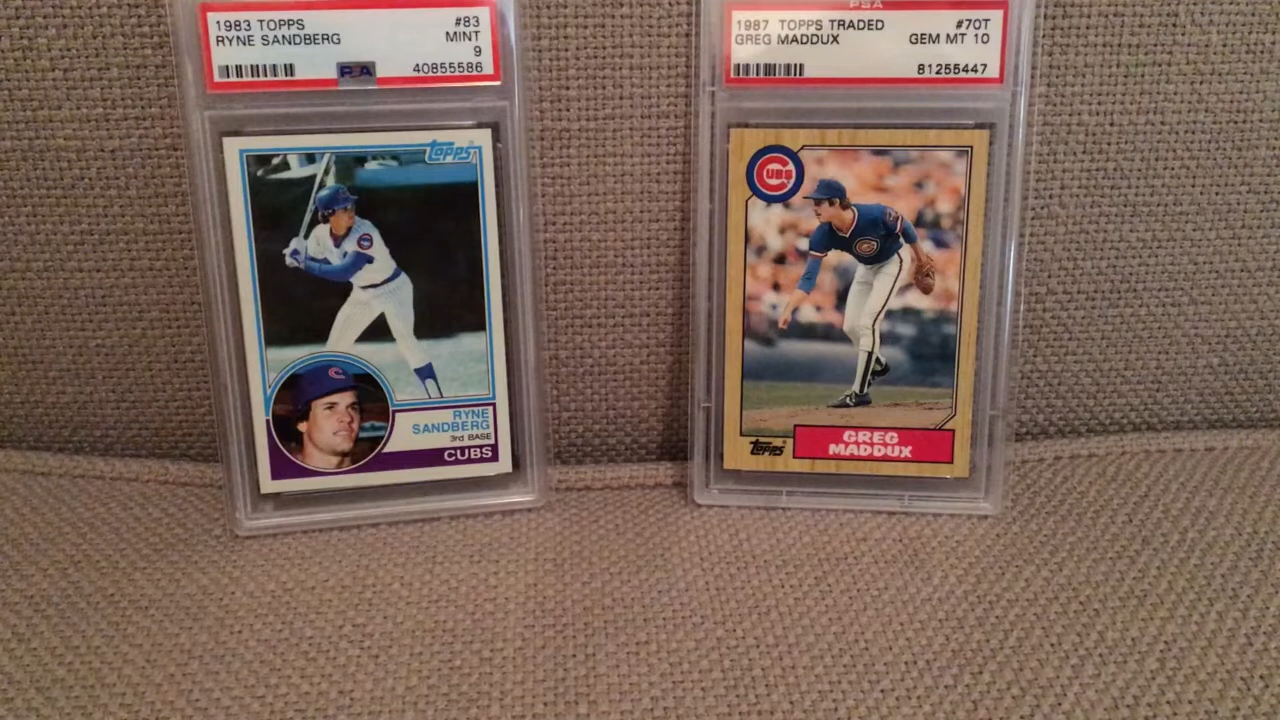 1983 TOPPS #83
RYNE SANDBERG MINT
9
PSA 40855586
Topps
C
RYNE
SANDBERG
3rd BASE
CUBS
PSA
1987 TOPPS TRADED #70T
GREG MADDUX GEM MT 10
81255447
CUBS
C
Topps
GREG
MADDUX